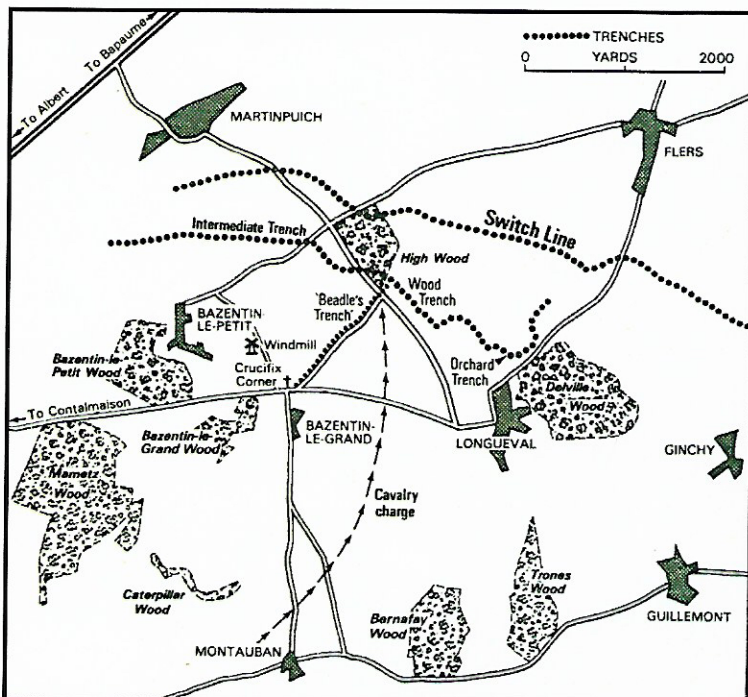 TRENCHES
0 YARDS 2000
To Bapaume
To Albert
MARTINPUICH
FLERS
Intermediate Trench
Switch Line
High Wood
'Beadle's
Trench'
Wood
Trench
BAZENTIN
LE-PETIT
Windmill
Bazentin-le-
Petit Wood
Crucifix
Corner
Orchard
Trench
Delville
Wood
To Contalmaison
BAZENTIN-
LE-GRAND
LONGUEVAL
Bazentin-le-
Grand Wood
GINCHY
Mametz
Wood
Cavalry
charge
Caterpillar
Wood
Trones
Wood
Bernafay
Wood
GUILLEMONT
MONTAUBAN